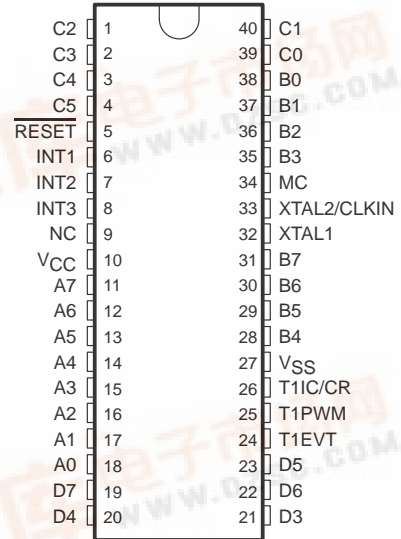 C2 1 40 C1
C3 2 39 C0
C4 3 38 B0
C5 4 37 B1
RESET 5 36 B2
INT1 6 35 B3
INT2 7 34 MC
INT3 8 33 XTAL2/CLKIN
NC 9 32 XTAL1
VCC 10 31 B7
A7 11 30 B6
A6 12 29 B5
A5 13 28 B4
A4 14 27 VSS
A3 15 26 T1IC/CR
A2 16 25 T1PWM
A1 17 24 T1EVT
A0 18 23 D5
D7 19 22 D6
D4 20 21 D3